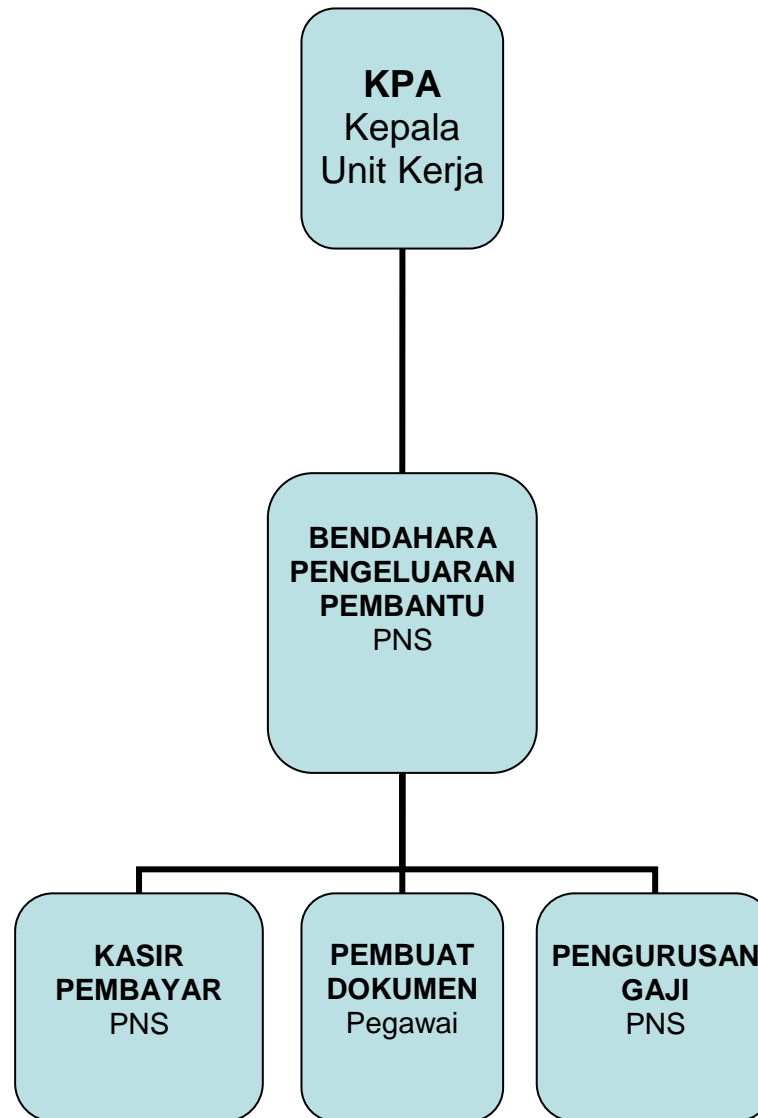 KPA
Kepala
Unit Kerja
BENDAHARA
PENGELUARAN
PEMBANTU
PNS
KASIR
PEMBAYAR
PNS
PEMBUAT
DOKUMEN
Pegawai
PENGURUSAN
GAJI
PNS